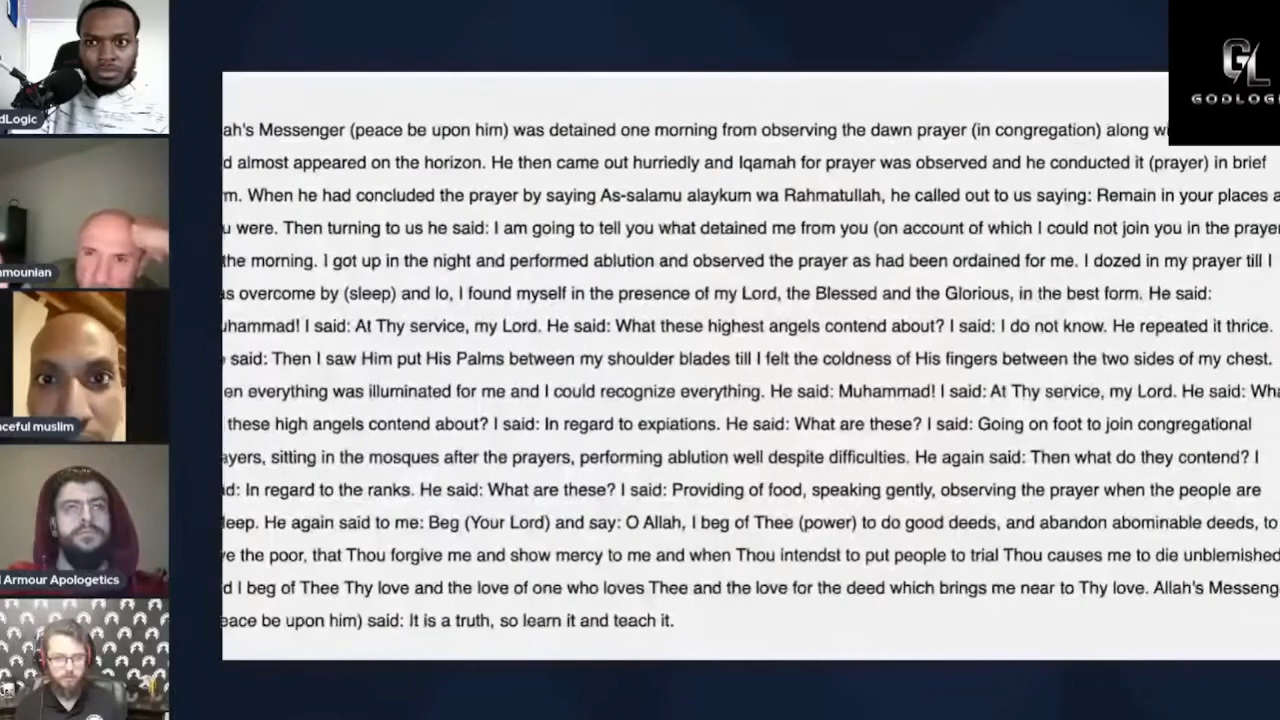 dLogic
mounian
ceful muslim
l Armour Apologetics
GL
GODLOGI
ah's Messenger (peace be upon him) was detained one morning from observing the dawn prayer (in congregation) along wi
d almost appeared on the horizon. He then came out hurriedly and Iqamah for prayer was observed and he conducted it (prayer) in brief
m. When he had concluded the prayer by saying As-salamu alaykum wa Rahmatullah, he called out to us saying: Remain in your places a
u were. Then turning to us he said: I am going to tell you what detained me from you (on account of which I could not join you in the prayer
the morning. I got up in the night and performed ablution and observed the prayer as had been ordained for me. I dozed in my prayer till I
s overcome by (sleep) and lo, I found myself in the presence of my Lord, the Blessed and the Glorious, in the best form. He said:
uhammad! I said: At Thy service, my Lord. He said: What these highest angels contend about? I said: I do not know. He repeated it thrice.
said: Then I saw Him put His Palms between my shoulder blades till I felt the coldness of His fingers between the two sides of my chest.
en everything was illuminated for me and I could recognize everything. He said: Muhammad! I said: At Thy service, my Lord. He said: Wha
these high angels contend about? I said: In regard to expiations. He said: What are these? I said: Going on foot to join congregational
ayers, sitting in the mosques after the prayers, performing ablution well despite difficulties. He again said: Then what do they contend? I
d: In regard to the ranks. He said: What are these? I said: Providing of food, speaking gently, observing the prayer when the people are
leep. He again said to me: Beg (Your Lord) and say: O Allah, I beg of Thee (power) to do good deeds, and abandon abominable deeds, to
ve the poor, that Thou forgive me and show mercy to me and when Thou intendst to put people to trial Thou causes me to die unblemished
d I beg of Thee Thy love and the love of one who loves Thee and the love for the deed which brings me near to Thy love. Allah's Messeng
eace be upon him) said: It is a truth, so learn it and teach it.